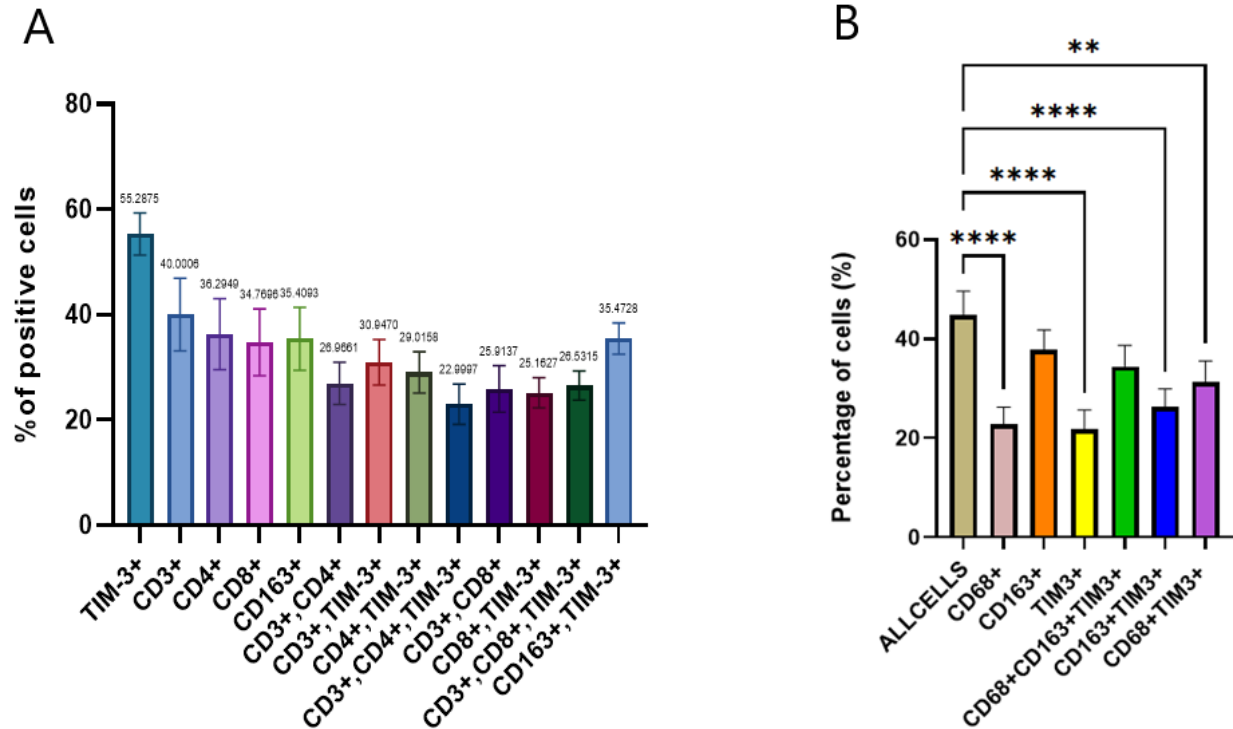 A
% of positive cells
80
60
40
20
0
55.2875
40.0006
36.2949
34.7696
35.4093
26.9661
30.9470
29.0158
22.9997
25.9137
25.1627
26.5315
35.4728
TIM-3+
CD3+
CD4+
CD8+
CD163+
CD3+, CD4+
CD3+, TIM-3+
CD4+, TIM-3+
CD3+, CD4+, TIM-3+
CD3+, CD8+
CD8+, TIM-3+
CD3+, CD8+, TIM-3+
CD163+, TIM-3+
B
**
****
****
****
Percentage of cells (%)
60
40
20
0
ALLCELLS
CD68+
CD163+
TIM3+
CD68+CD163+TIM3+
CD163+TIM3+
CD68+TIM3+